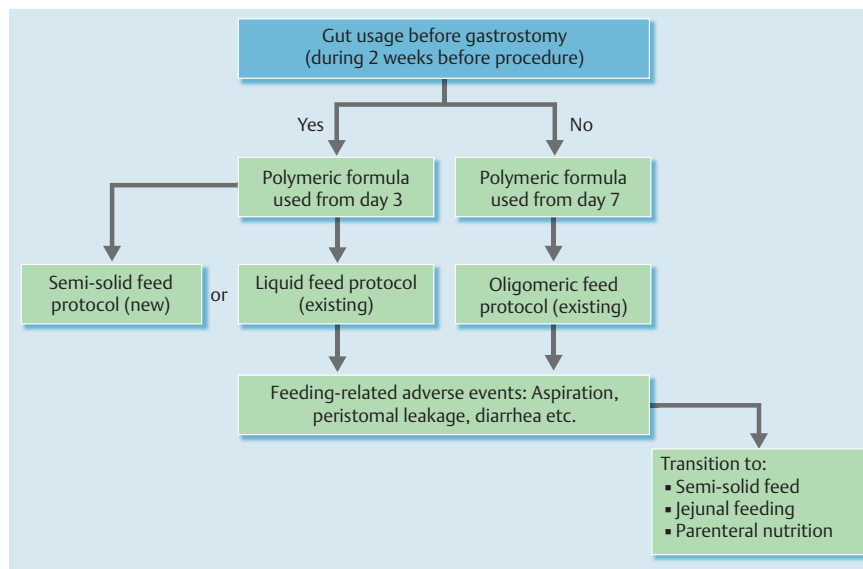 Gut usage before gastrostomy
(during 2 weeks before procedure)
Yes
No
Polymeric formula
used from day 3
Polymeric formula
used from day 7
Semi-solid feed
protocol (new)
or
Liquid feed protocol
(existing)
Oligomeric feed
protocol (existing)
Feeding-related adverse events: Aspiration,
peristomal leakage, diarrhea etc.
Transition to:
▪ Semi-solid feed
▪ Jejunal feeding
▪ Parenteral nutrition